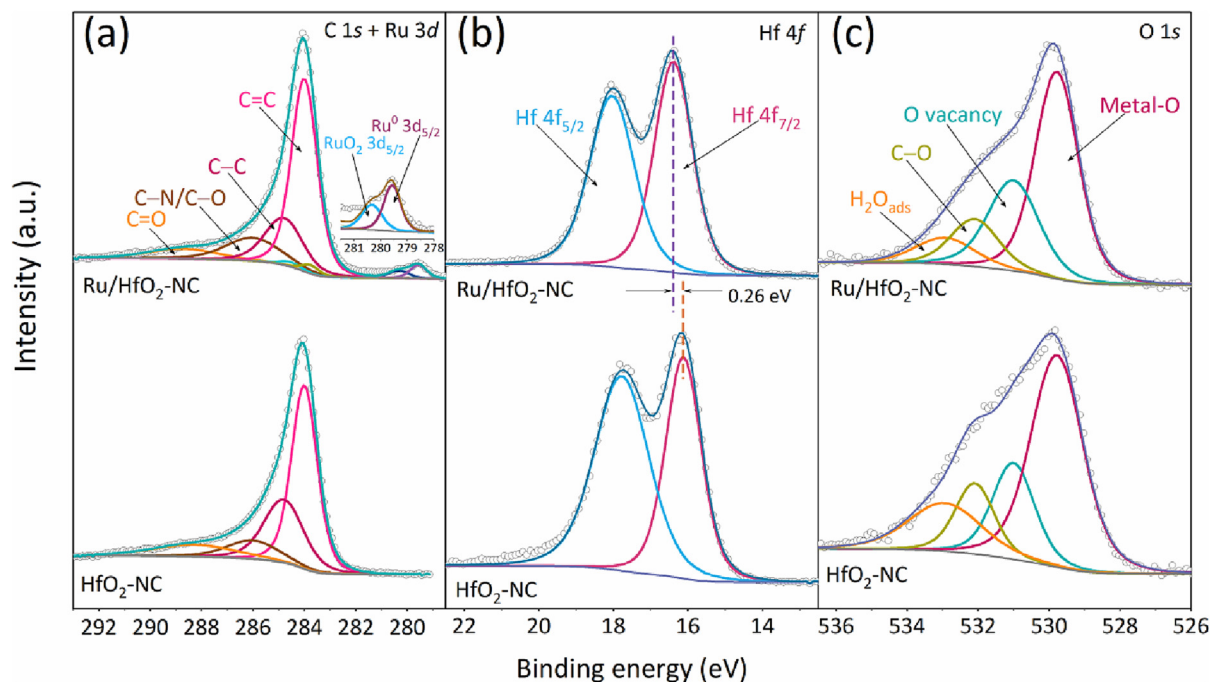 (a)
C 1s + Ru 3d
C=C
Ru⁰ 3d₅/₂
RuO₂ 3d₅/₂
C–C
C–N/C–O
C=O
281 280 279 278
Ru/HfO₂-NC
HfO₂-NC
292 290 288 286 284 282 280
(b)
Hf 4f
Hf 4f₅/₂
Hf 4f₇/₂
Ru/HfO₂-NC
0.26 eV
HfO₂-NC
22 20 18 16 14
(c)
O 1s
O vacancy
Metal-O
C–O
H₂Oₐds
Ru/HfO₂-NC
HfO₂-NC
536 534 532 530 528 526
Intensity (a.u.)
Binding energy (eV)